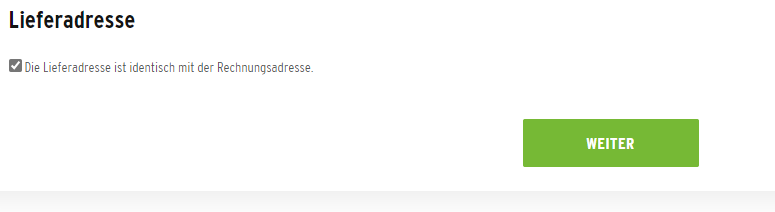 Lieferadresse
Die Lieferadresse ist identisch mit der Rechnungsadresse.
WEITER